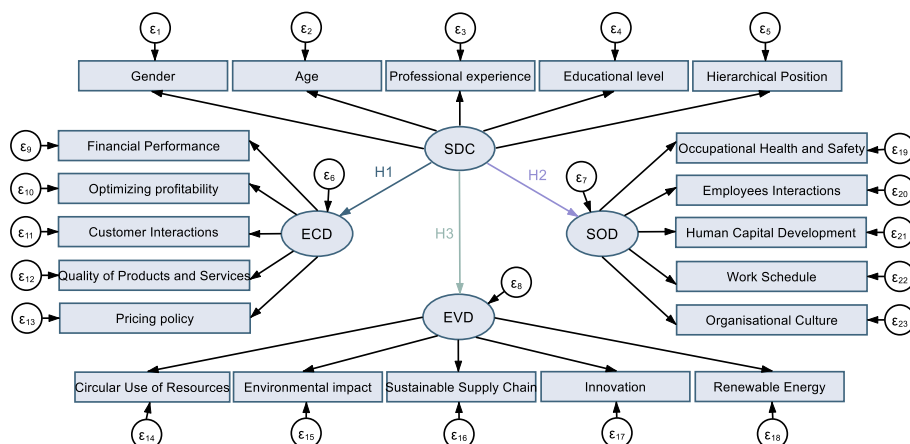 ε1
ε2
ε3
ε4
ε5
Gender
Age
Professional experience
Educational level
Hierarchical Position
SDC
ε9
Financial Performance
ε10
Optimizing profitability
ε11
Customer Interactions
ε12
Quality of Products and Services
ε13
Pricing policy
H1
H2
H3
ε6
ECD
ε7
SOD
Occupational Health and Safety
ε19
Employees Interactions
ε20
Human Capital Development
ε21
Work Schedule
ε22
Organisational Culture
ε23
ε8
EVD
Circular Use of Resources
Environmental impact
Sustainable Supply Chain
Innovation
Renewable Energy
ε14
ε15
ε16
ε17
ε18